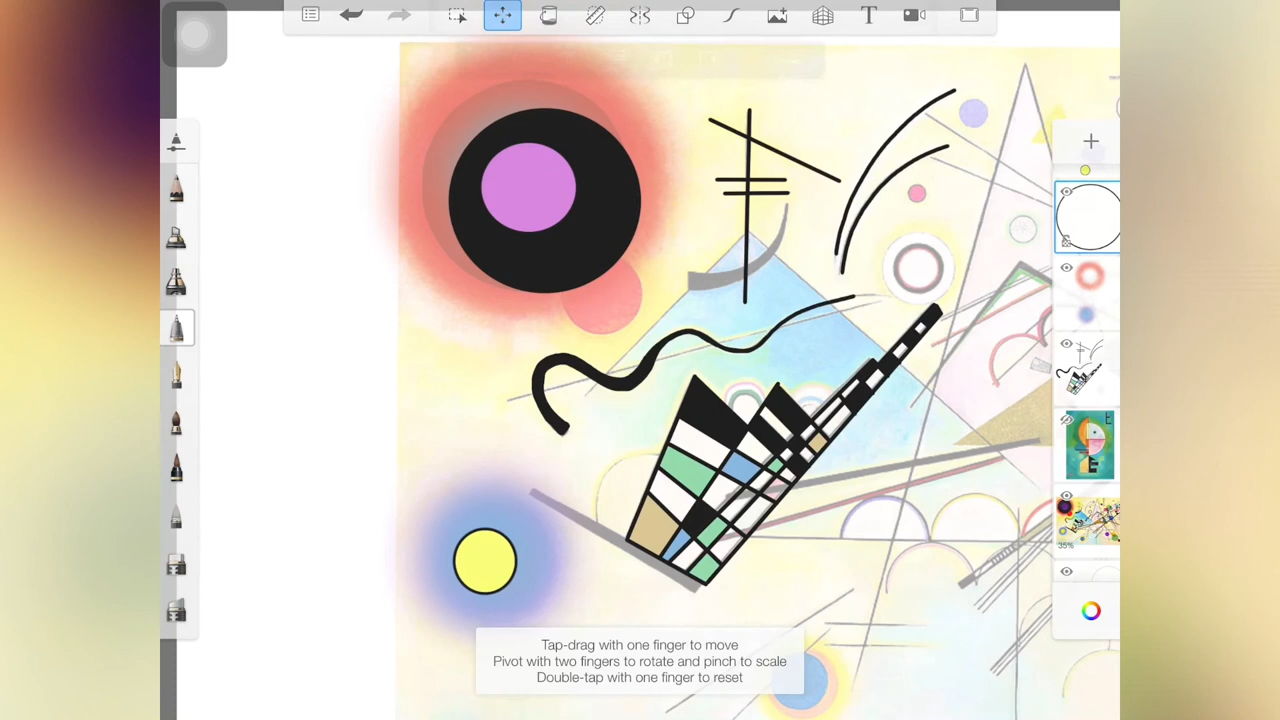 T
Tap-drag with one finger to move
Pivot with two fingers to rotate and pinch to scale
Double-tap with one finger to reset
35%